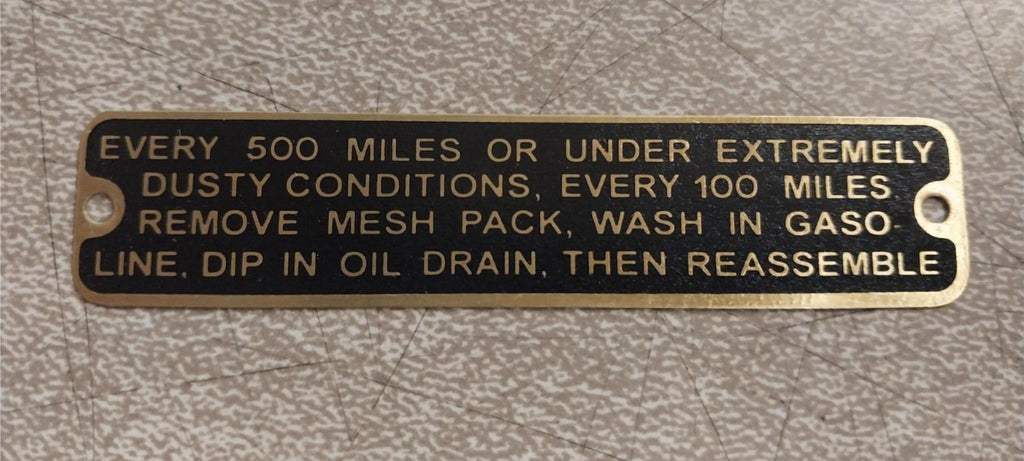 EVERY 500 MILES OR UNDER EXTREMELY
DUSTY CONDITIONS, EVERY 100 MILES
REMOVE MESH PACK, WASH IN GASO-
LINE, DIP IN OIL DRAIN, THEN REASSEMBLE